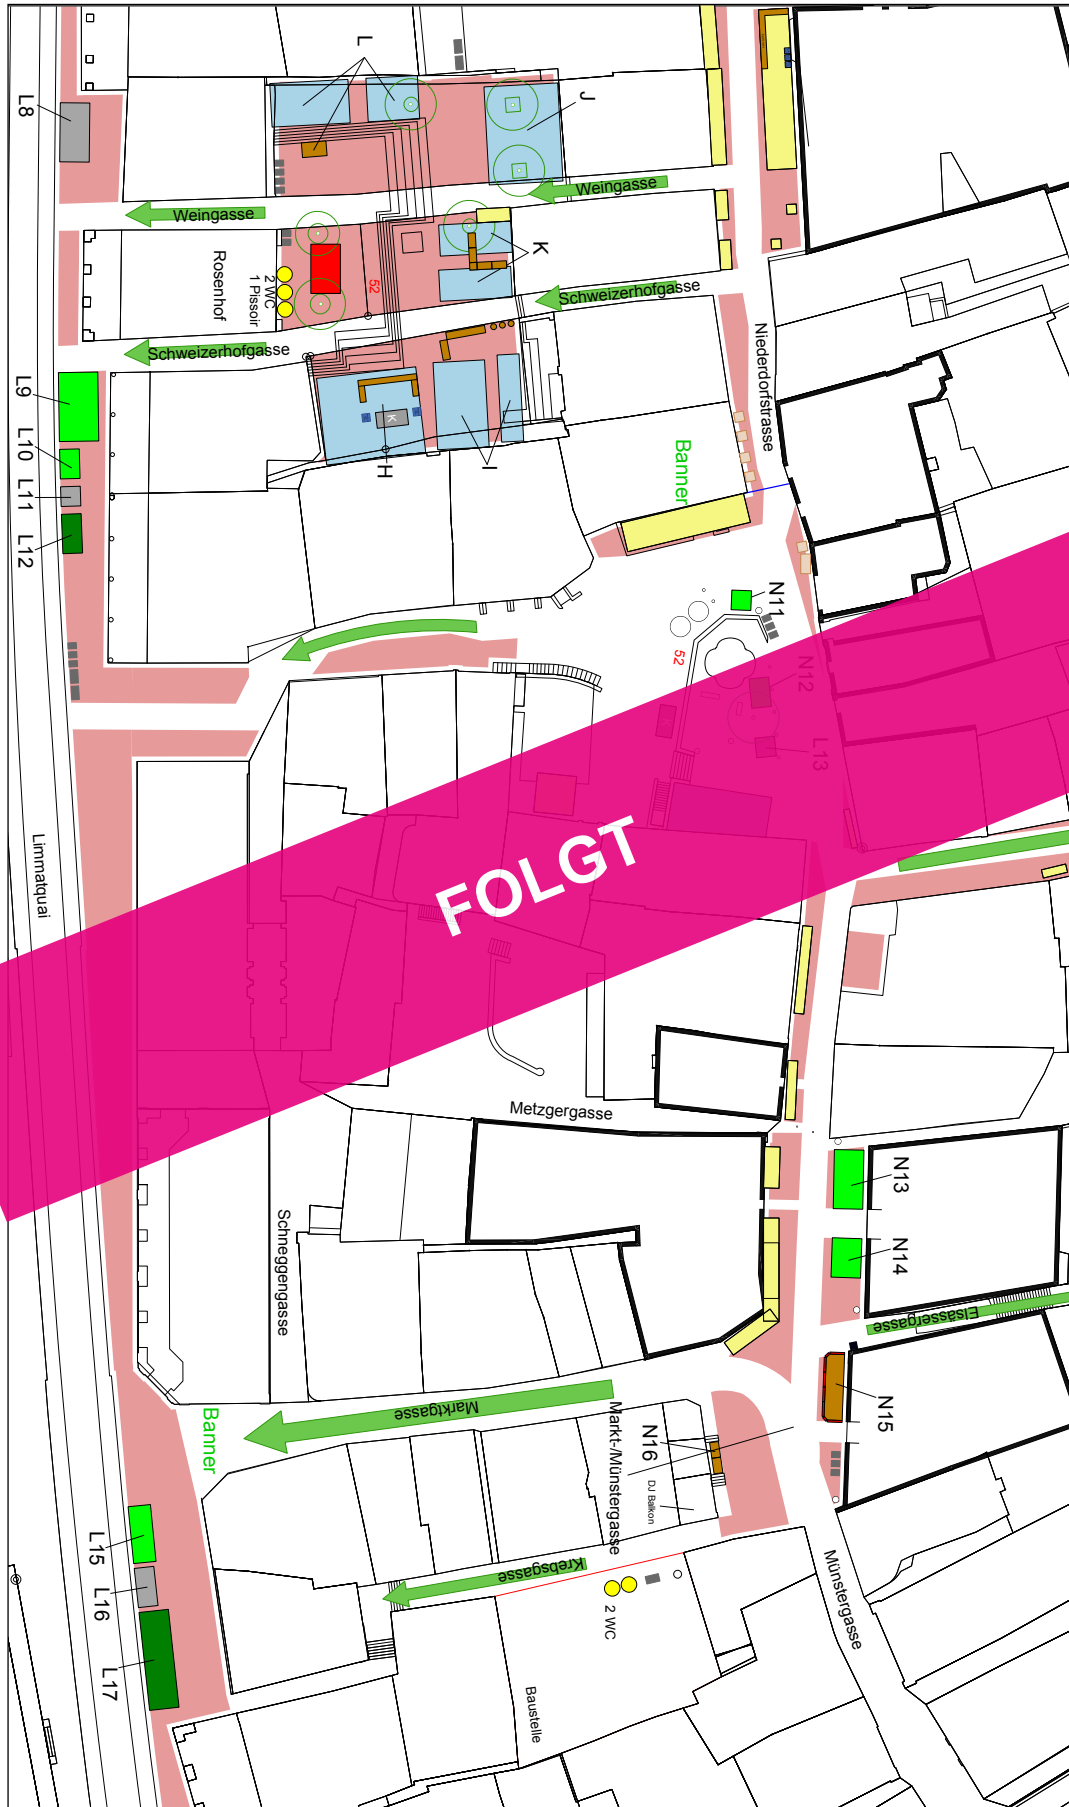 L
J
L8
Weingasse
Weingasse
K
52
2 WC
1 Pissoir
Rosenhof
Schweizerhofgasse
Schweizerhofgasse
Niederdorfstrasse
L9
K
H
I
Banner
L10
L11
L12
N11
52
N12
L13
Limmatquai
FOLGT
Metzgergasse
N13
Schneggengasse
N14
Elsässergasse
Marktgasse
N15
Banner
Markt-/Münstergasse
N16
DJ Balkon
L15
Krebsgasse
Münstergasse
L16
2 WC
L17
Baustelle